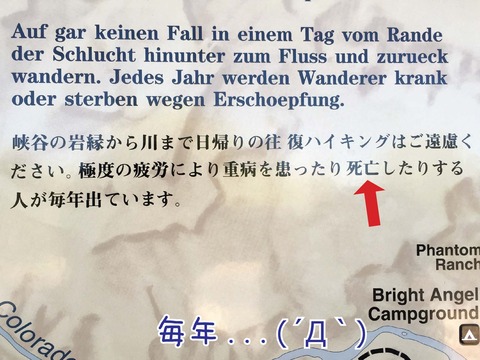 Auf gar keinen Fall in einem Tag vom Rande
der Schlucht hinunter zum Fluss und zurueck
wandern. Jedes Jahr werden Wanderer krank
oder sterben wegen Erschoepfung.
峡谷の岩縁から川まで日帰りの往 復ハイキングはご遠慮く
ださい。極度の疲労により重病を患ったり死亡したりする
人が毎年出ています。
Phantom
Ranch
Bright Angel
Campground
Colorado
毎年...(´Д｀)